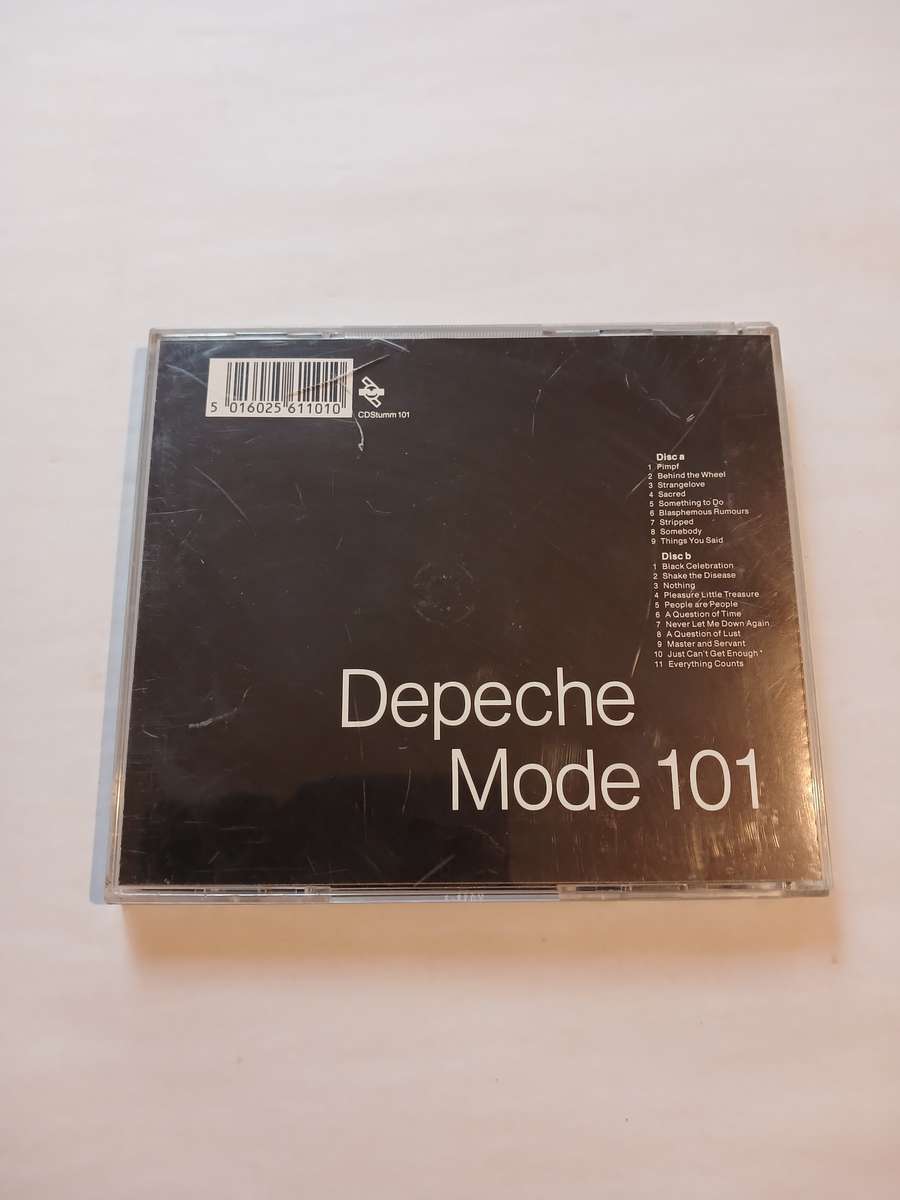 5 016025 611010
CDStumm 101
Disc a
1 Pimpf
2 Behind the Wheel
3 Strangelove
4 Sacred
5 Something to Do
6 Blasphemous Rumours
7 Stripped
8 Somebody
9 Things You Said
Disc b
1 Black Celebration
2 Shake the Disease
3 Nothing
4 Pleasure Little Treasure
5 People are People
6 A Question of Time
7 Never Let Me Down Again
8 A Question of Lust
9 Master and Servant
10 Just Can't Get Enough
11 Everything Counts
Depeche
Mode 101